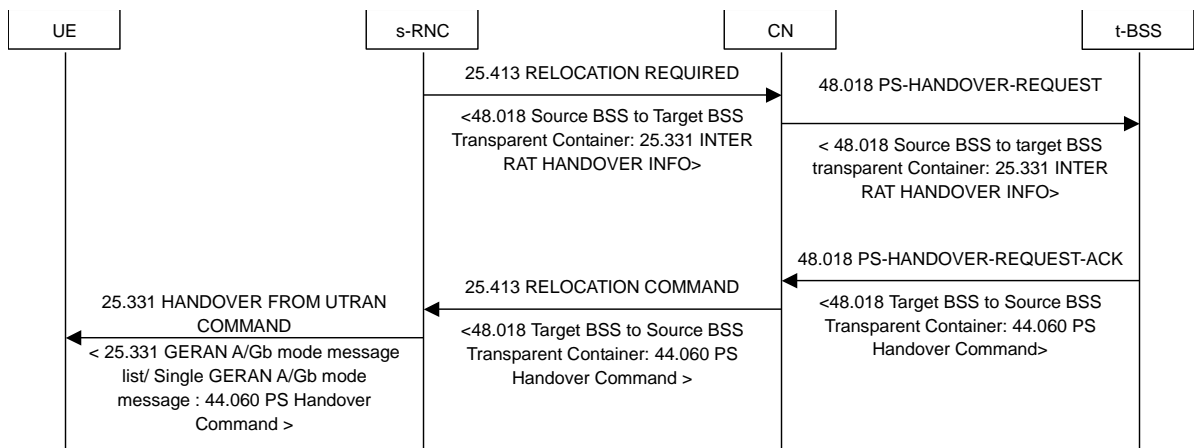 UE
s-RNC
CN
t-BSS
25.413 RELOCATION REQUIRED
<48.018 Source BSS to Target BSS
Transparent Container: 25.331 INTER
RAT HANDOVER INFO>
48.018 PS-HANDOVER-REQUEST
< 48.018 Source BSS to target BSS
transparent Container: 25.331 INTER
RAT HANDOVER INFO>
48.018 PS-HANDOVER-REQUEST-ACK
<48.018 Target BSS to Source BSS
Transparent Container: 44.060 PS
Handover Command>
25.413 RELOCATION COMMAND
<48.018 Target BSS to Source BSS
Transparent Container: 44.060 PS
Handover Command >
25.331 HANDOVER FROM UTRAN
COMMAND
< 25.331 GERAN A/Gb mode message
list/ Single GERAN A/Gb mode
message : 44.060 PS Handover
Command >